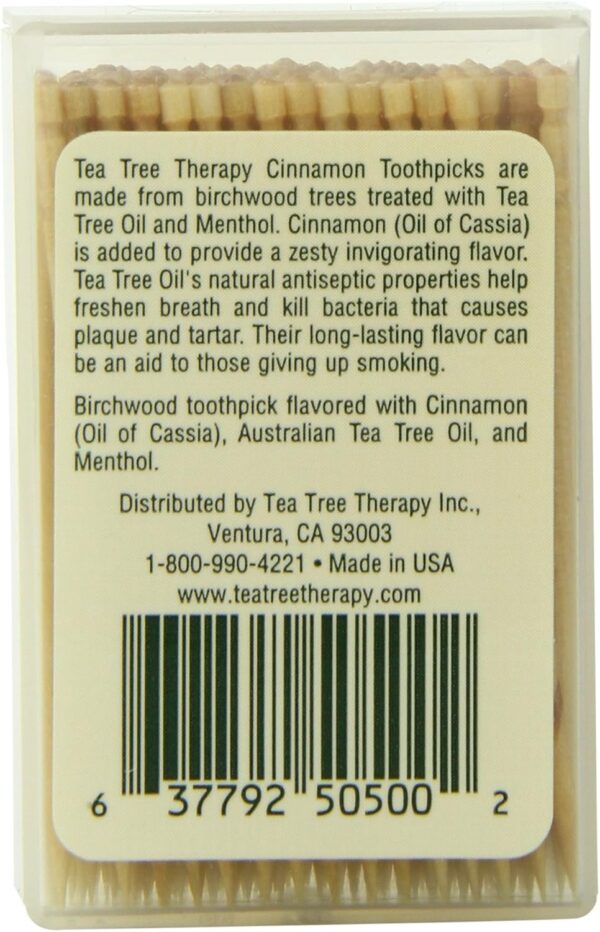 Tea Tree Therapy Cinnamon Toothpicks are
made from birchwood trees treated with Tea
Tree Oil and Menthol. Cinnamon (Oil of Cassia)
is added to provide a zesty invigorating flavor.
Tea Tree Oil's natural antiseptic properties help
freshen breath and kill bacteria that causes
plaque and tartar. Their long-lasting flavor can
be an aid to those giving up smoking.
Birchwood toothpick flavored with Cinnamon
(Oil of Cassia), Australian Tea Tree Oil, and
Menthol.
Distributed by Tea Tree Therapy Inc.,
Ventura, CA 93003
1-800-990-4221 • Made in USA
www.teatreetherapy.com
6 37792 50500 2